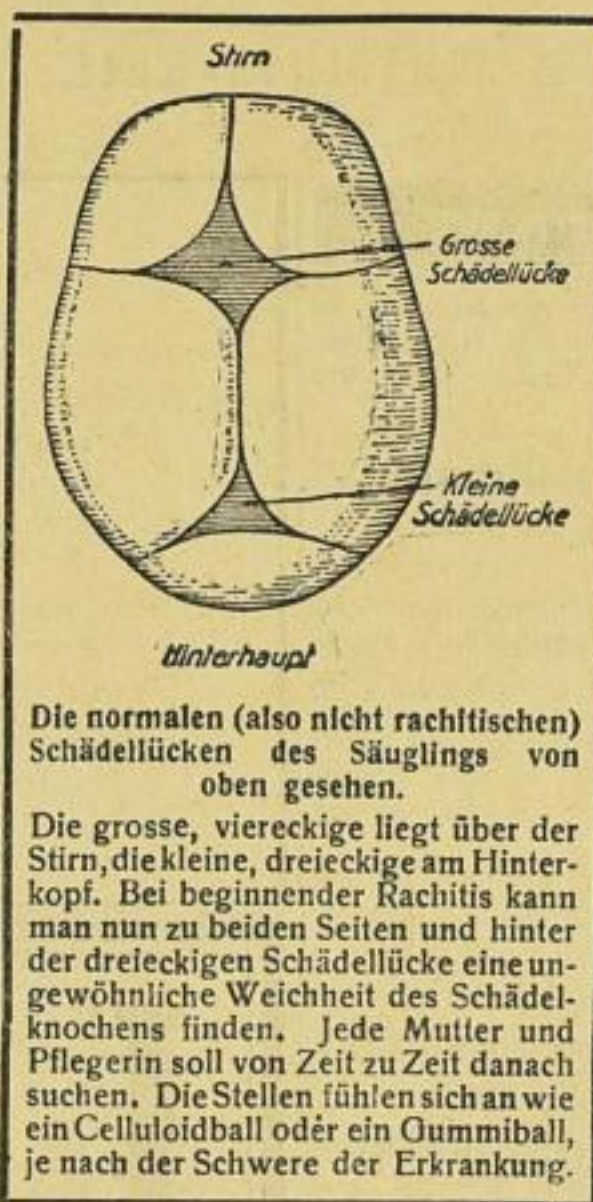 Stirn
Grosse
Schädellücke
Kleine
Schädellücke
Hinterhaupt
Die normalen (also nicht rachitischen)
Schädellücken des Säuglings von
oben gesehen.
Die grosse, viereckige liegt über der
Stirn, die kleine, dreieckige am Hinter-
kopf. Bei beginnender Rachitis kann
man nun zu beiden Seiten und hinter
der dreieckigen Schädellücke eine un-
gewöhnliche Weichheit des Schädel-
knochens finden. Jede Mutter und
Pflegerin soll von Zeit zu Zeit danach
suchen. Die Stellen fühlen sich an wie
ein Celluloidball oder ein Gummiball,
je nach der Schwere der Erkrankung.